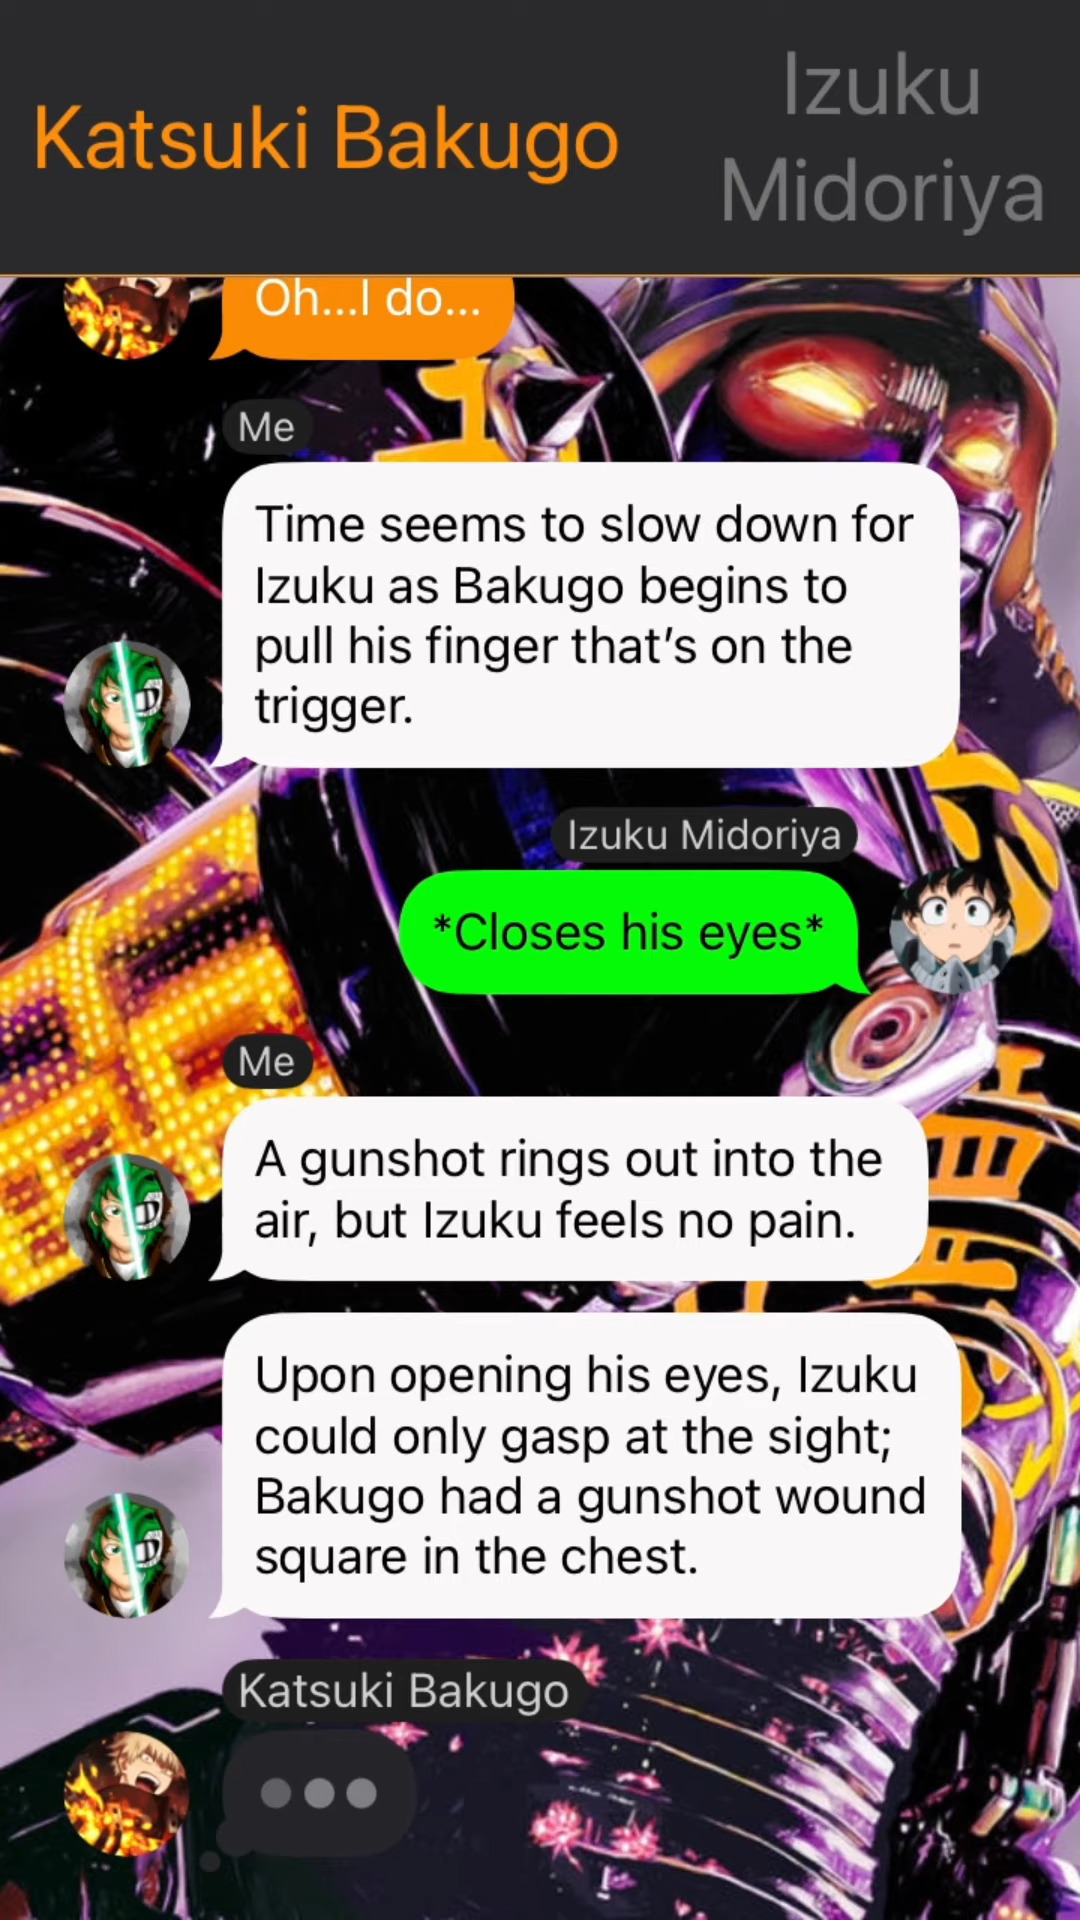 Katsuki Bakugo
Izuku
Midoriya
Oh...I do...
Me
Time seems to slow down for
Izuku as Bakugo begins to
pull his finger that’s on the
trigger.
Izuku Midoriya
*Closes his eyes*
Me
A gunshot rings out into the
air, but Izuku feels no pain.
Upon opening his eyes, Izuku
could only gasp at the sight;
Bakugo had a gunshot wound
square in the chest.
Katsuki Bakugo